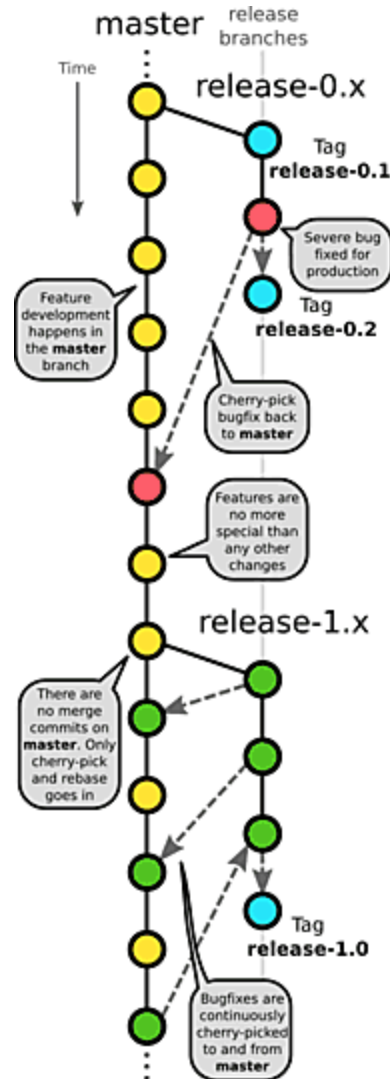 master
release
branches
Time
release-0.x
Tag
release-0.1
Severe bug
fixed for
production
Feature
development
happens in
the master
branch
Tag
release-0.2
Cherry-pick
bugfix back
to master
Features are
no more
special than
any other
changes
release-1.x
There are
no merge
commits on
master. Only
cherry-pick
and rebase
goes in
Tag
release-1.0
Bugfixes are
continuously
cherry-picked
to and from
master